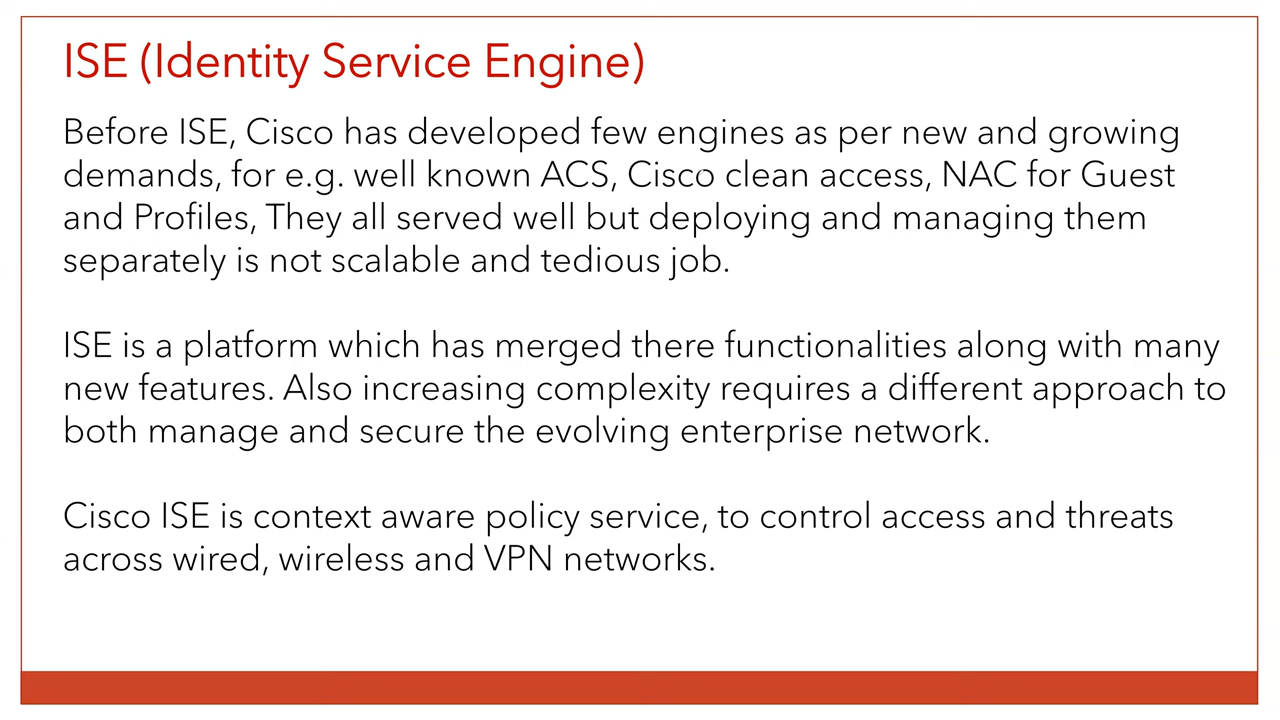 ISE (Identity Service Engine)
Before ISE, Cisco has developed few engines as per new and growing
demands, for e.g. well known ACS, Cisco clean access, NAC for Guest
and Profiles, They all served well but deploying and managing them
separately is not scalable and tedious job.
ISE is a platform which has merged there functionalities along with many
new features. Also increasing complexity requires a different approach to
both manage and secure the evolving enterprise network.
Cisco ISE is context aware policy service, to control access and threats
across wired, wireless and VPN networks.